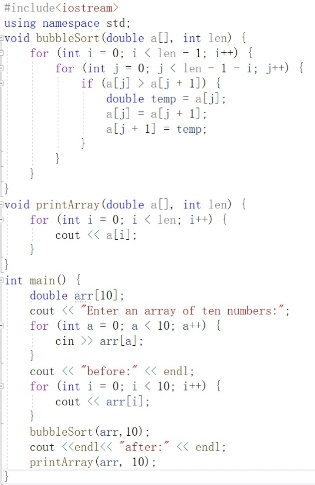 #include<iostream>
using namespace std;
void bubbleSort(double a[], int len) {
    for (int i = 0; i < len - 1; i++) {
        for (int j = 0; j < len - 1 - i; j++) {
            if (a[j] > a[j + 1]) {
                double temp = a[j];
                a[j] = a[j + 1];
                a[j + 1] = temp;
            }
        }
    }
}
void printArray(double a[], int len) {
    for (int i = 0; i < len; i++) {
        cout << a[i];
    }
}
int main() {
    double arr[10];
    cout << "Enter an array of ten numbers:";
    for (int a = 0; a < 10; a++) {
        cin >> arr[a];
    }
    cout << "before:" << endl;
    for (int i = 0; i < 10; i++) {
        cout << arr[i];
    }
    bubbleSort(arr,10);
    cout <<endl<< "after:" << endl;
    printArray(arr, 10);
}